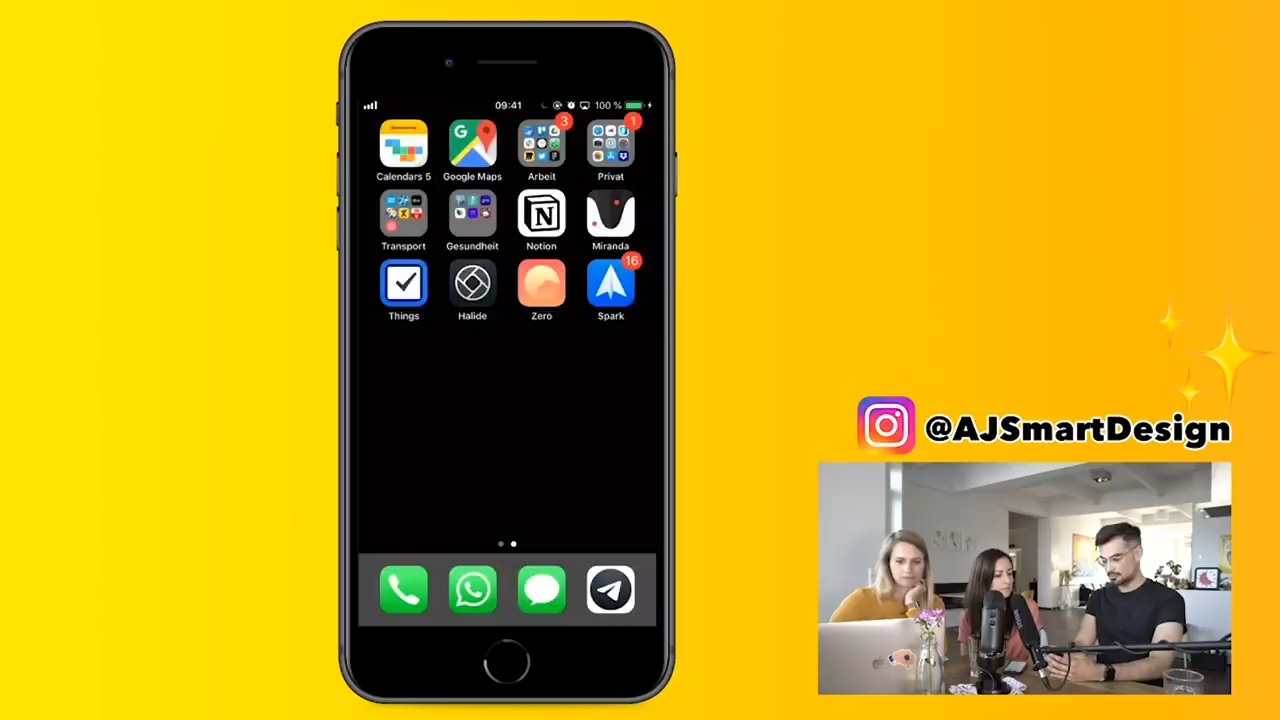 09:41 100 %
3 1
Calendars 5 Google Maps Arbeit Privat
Transport Gesundheit Notion Miranda
16
Things Halide Zero Spark
@AJSmartDesign